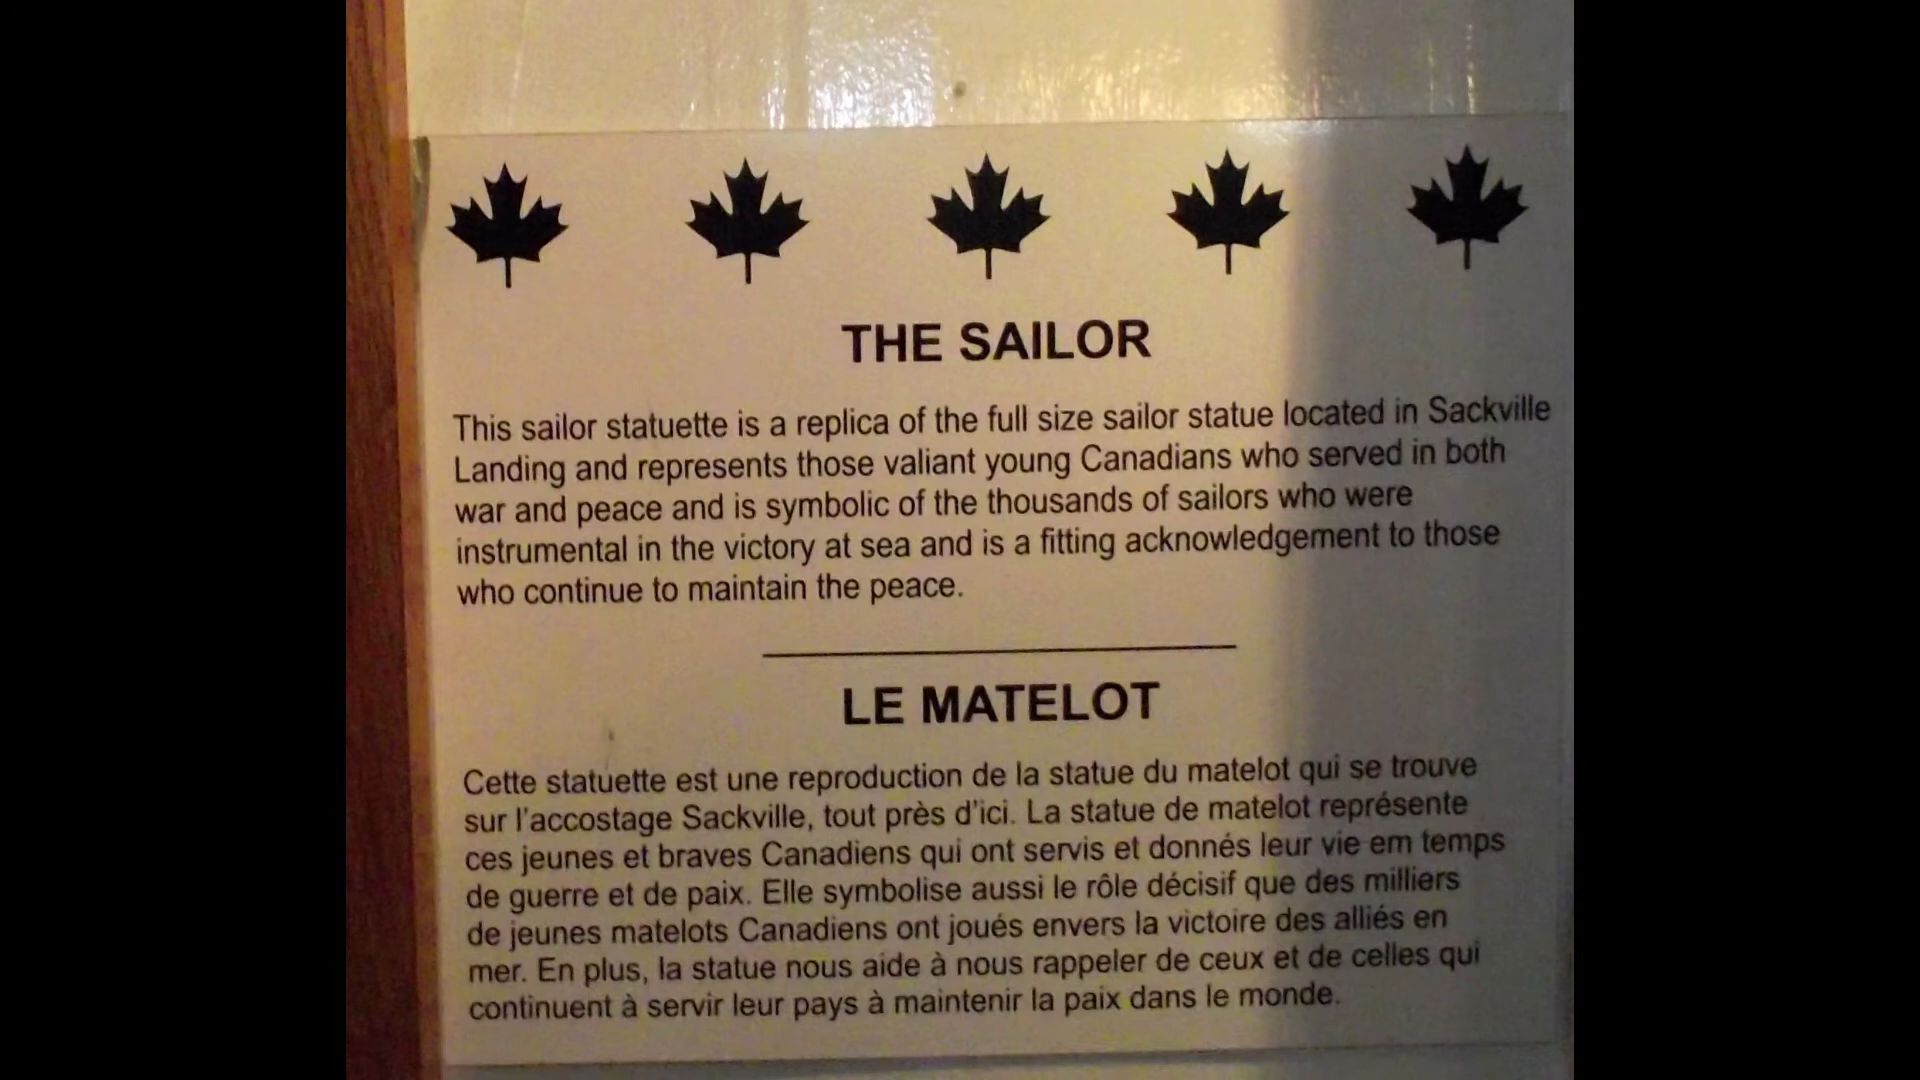 THE SAILOR
This sailor statuette is a replica of the full size sailor statue located in Sackville
Landing and represents those valiant young Canadians who served in both
war and peace and is symbolic of the thousands of sailors who were
instrumental in the victory at sea and is a fitting acknowledgement to those
who continue to maintain the peace.
LE MATELOT
Cette statuette est une reproduction de la statue du matelot qui se trouve
sur l'accostage Sackville, tout près d'ici. La statue de matelot représente
ces jeunes et braves Canadiens qui ont servis et donnés leur vie em temps
de guerre et de paix. Elle symbolise aussi le rôle décisif que des milliers
de jeunes matelots Canadiens ont joués envers la victoire des alliés en
mer. En plus, la statue nous aide à nous rappeler de ceux et de celles qui
continuent à servir leur pays à maintenir la paix dans le monde.